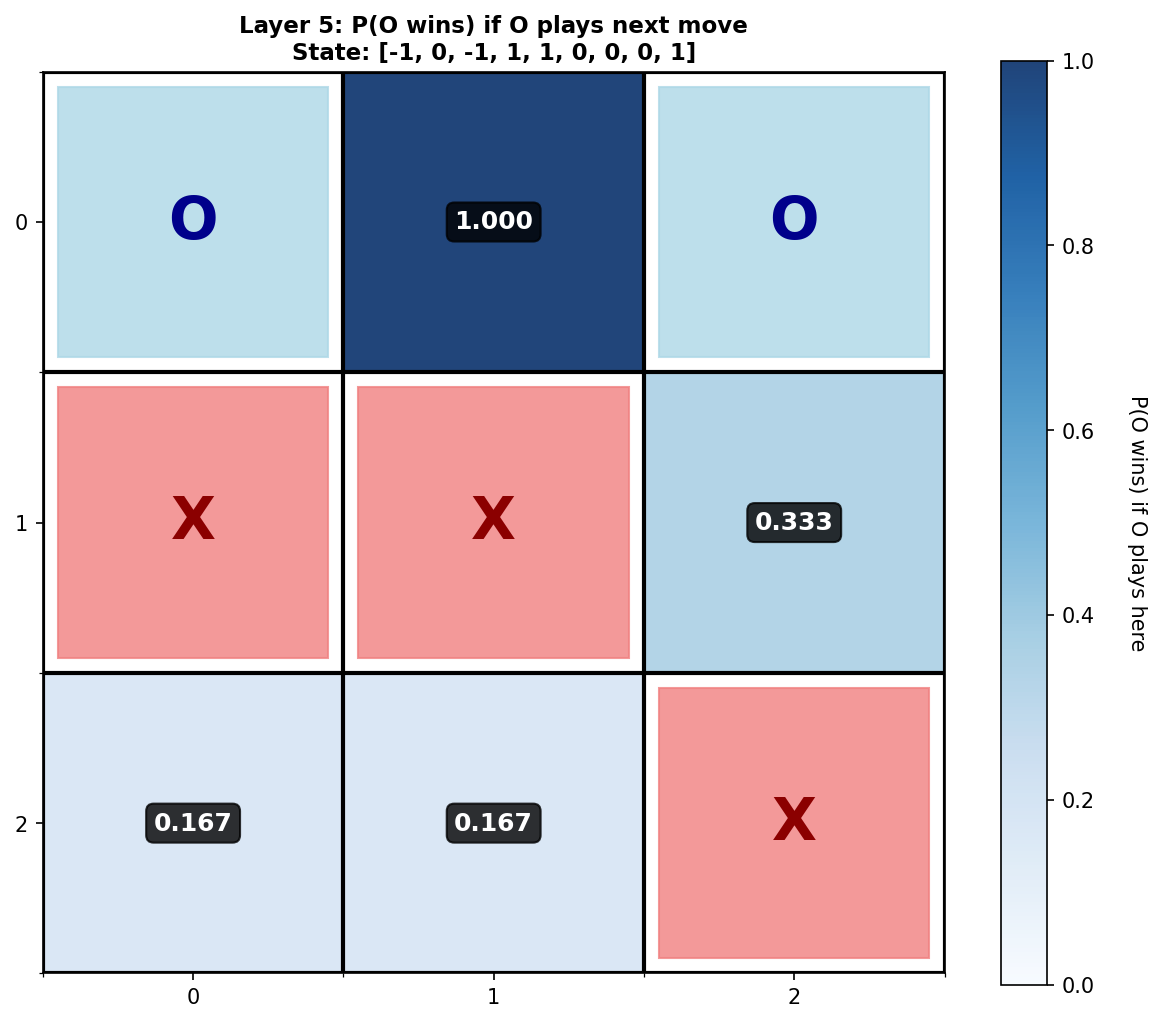 Layer 5: P(O wins) if O plays next move
State: [-1, 0, -1, 1, 1, 0, 0, 0, 1]
0
O
1.000
O
1
X
X
0.333
2
0.167
0.167
X
0
1
2
1.0
0.8
0.6
0.4
0.2
0.0
P(O wins) if O plays here